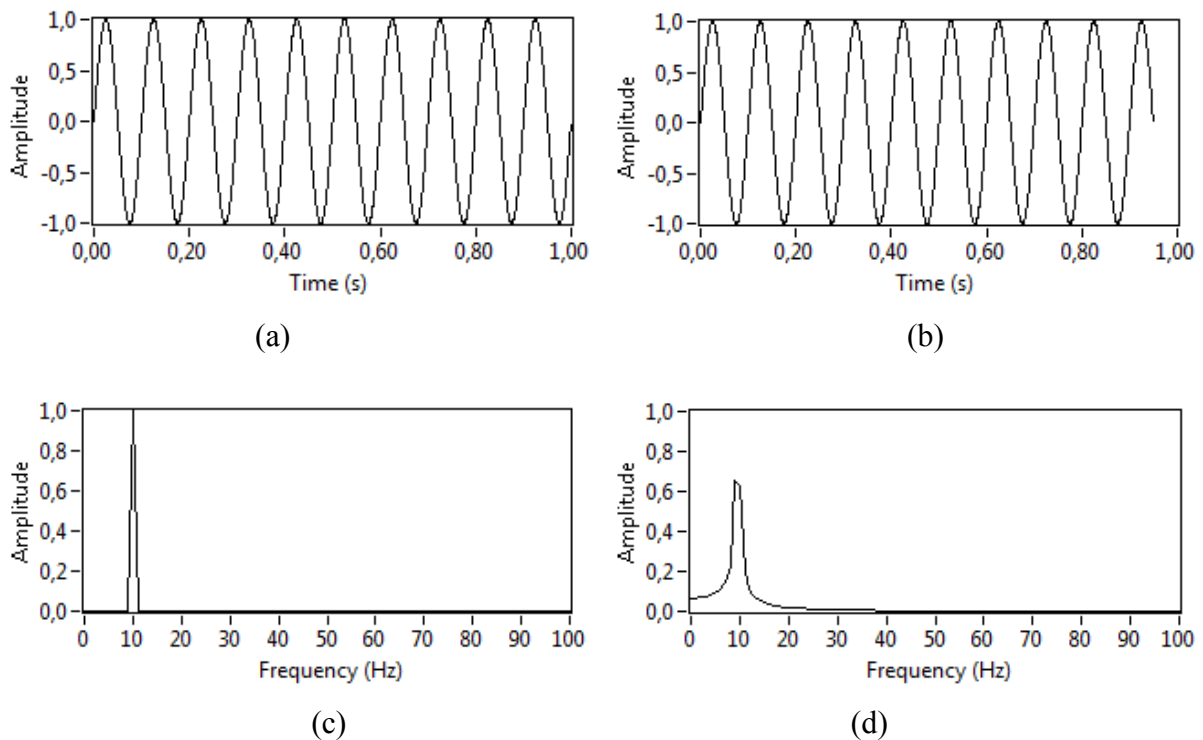 1,0
0,5
0,0
-0,5
-1,0
Amplitude
0,00 0,20 0,40 0,60 0,80 1,00
Time (s)
(a)
1,0
0,5
0,0
-0,5
-1,0
Amplitude
0,00 0,20 0,40 0,60 0,80 1,00
Time (s)
(b)
1,0
0,8
0,6
0,4
0,2
0,0
Amplitude
0 10 20 30 40 50 60 70 80 90 100
Frequency (Hz)
(c)
1,0
0,8
0,6
0,4
0,2
0,0
Amplitude
0 10 20 30 40 50 60 70 80 90 100
Frequency (Hz)
(d)